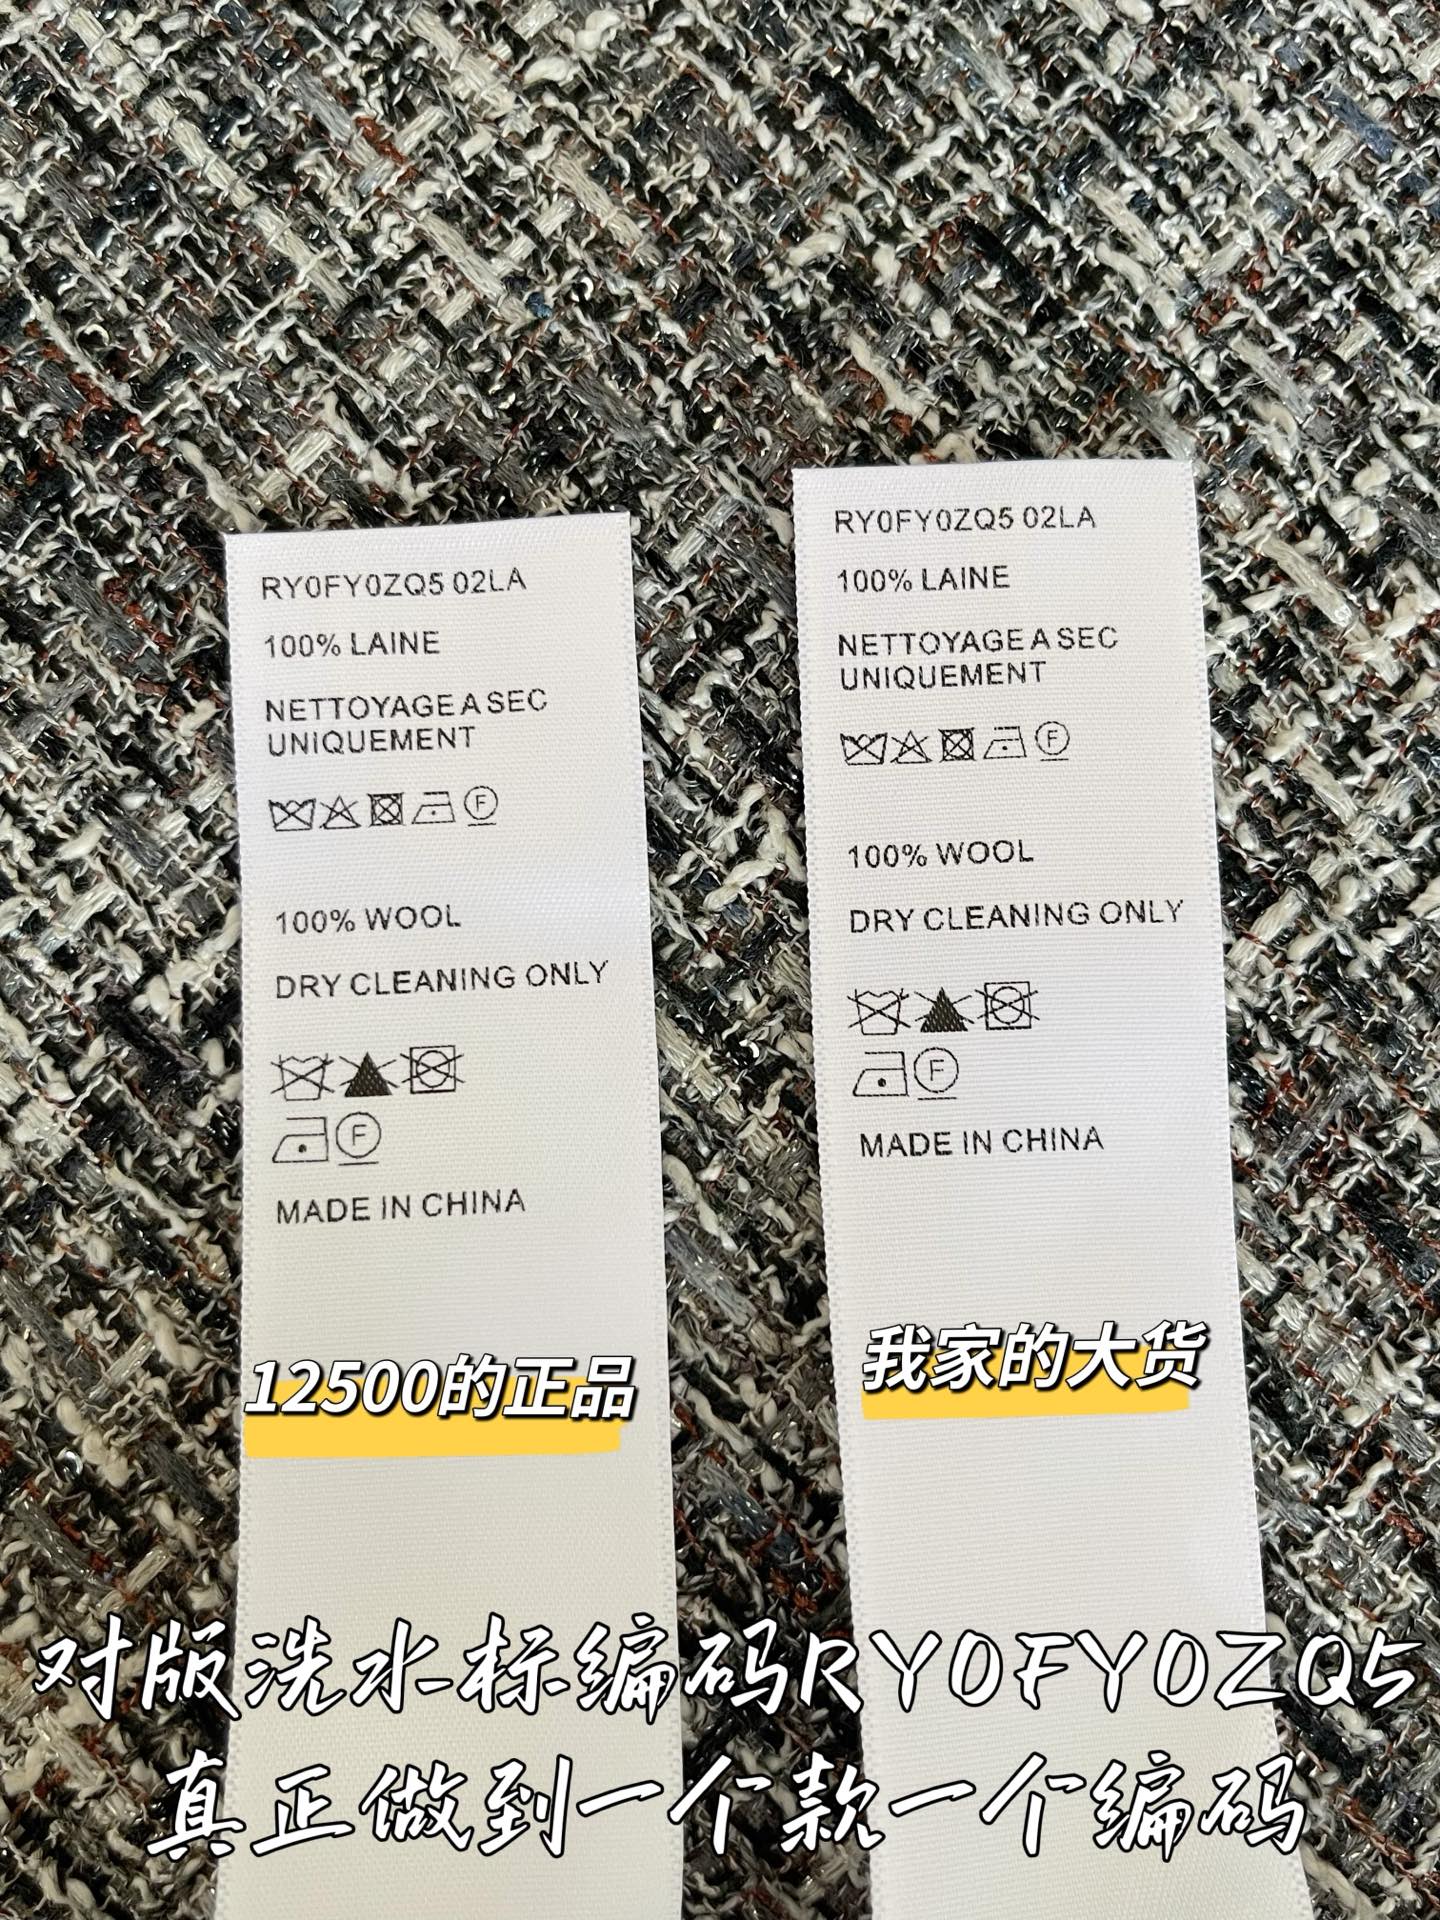 RY0FY0ZQ5 02LA
100% LAINE
NETTOYAGE A SEC
UNIQUEMENT
F
100% WOOL
DRY CLEANING ONLY
F
MADE IN CHINA
12500的正品
RY0FY0ZQ5 02LA
100% LAINE
NETTOYAGE A SEC
UNIQUEMENT
F
100% WOOL
DRY CLEANING ONLY
F
MADE IN CHINA
我家的大货
对版洗水标编码RY0FY0ZQ5
真正做到一个款一个编码